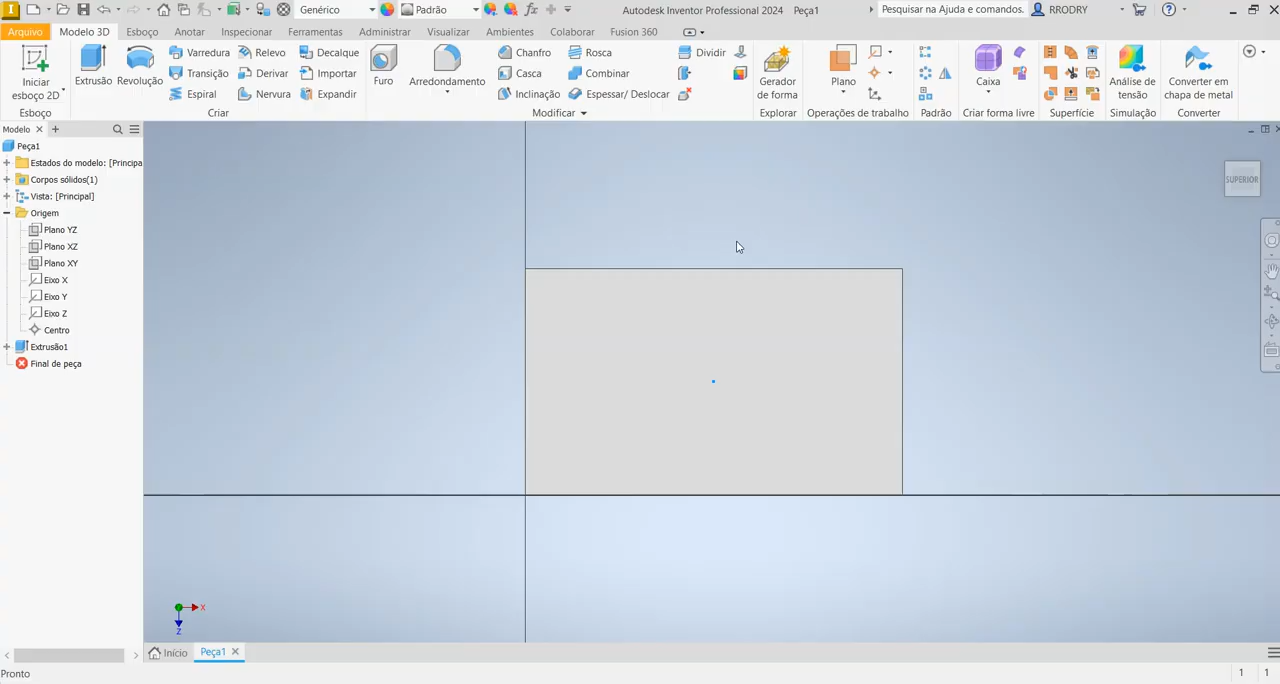 Genérico
Padrão
Autodesk Inventor Professional 2024 Peça1
Pesquisar na Ajuda e comandos.
RRODRY
Arquivo
Modelo 3D
Esboço
Anotar
Inspecionar
Ferramentas
Administrar
Visualizar
Ambientes
Colaborar
Fusion 360
Iniciar
esboço 2D
Esboço
Extrusão
Revolução
Varredura
Transição
Espiral
Relevo
Derivar
Nervura
Decalque
Importar
Expandir
Criar
Furo
Arredondamento
Chanfro
Casca
Inclinação
Rosca
Combinar
Espessar/ Deslocar
Dividir
Modificar
Gerador
de forma
Explorar
Plano
Operações de trabalho
Padrão
Caixa
Criar forma livre
Superfície
Análise de
tensão
Simulação
Converter em
chapa de metal
Converter
Modelo
Peça1
Estados do modelo: [Principa
Corpos sólidos(1)
Vista: [Principal]
Origem
Plano YZ
Plano XZ
Plano XY
Eixo X
Eixo Y
Eixo Z
Centro
Extrusão1
Final de peça
SUPERIOR
X
Z
Início
Peça1
Pronto
1 1